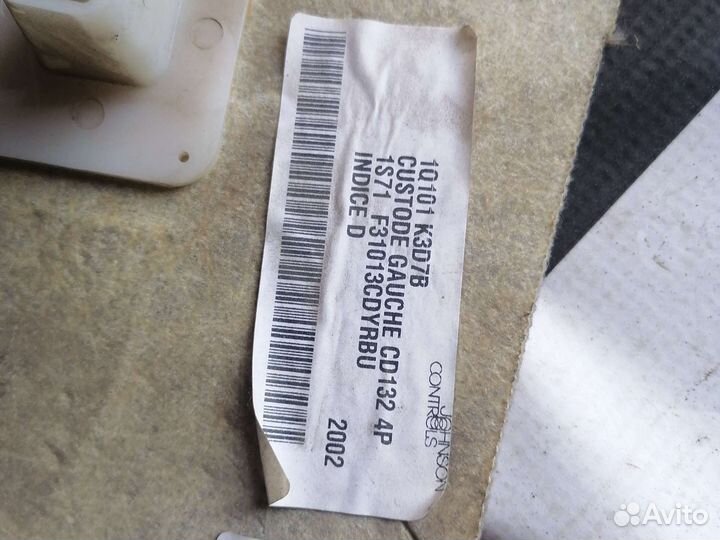 1Q101 K3D7B
CUSTODE GAUCHE CD132 4P
1S71 F31013CDYRBU
INDICE D
2002
JOHNSON
CONTROLS
Avito